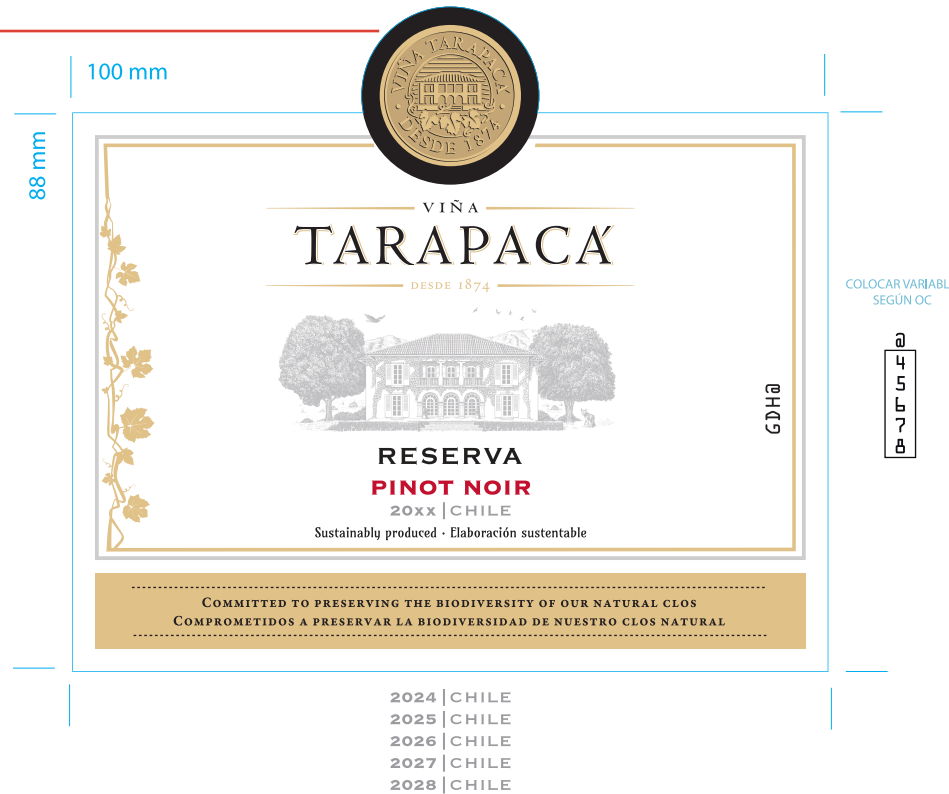 100 mm
88 mm
VIÑA TARAPACÁ
DESDE 1874
VIÑA
TARAPACÁ
DESDE 1874
RESERVA
PINOT NOIR
20xx | CHILE
Sustainably produced · Elaboración sustentable
GDH@
COMMITTED TO PRESERVING THE BIODIVERSITY OF OUR NATURAL CLOS
COMPROMETIDOS A PRESERVAR LA BIODIVERSIDAD DE NUESTRO CLOS NATURAL
COLOCAR VARIABL
SEGÚN OC
@45678
2024 | CHILE
2025 | CHILE
2026 | CHILE
2027 | CHILE
2028 | CHILE